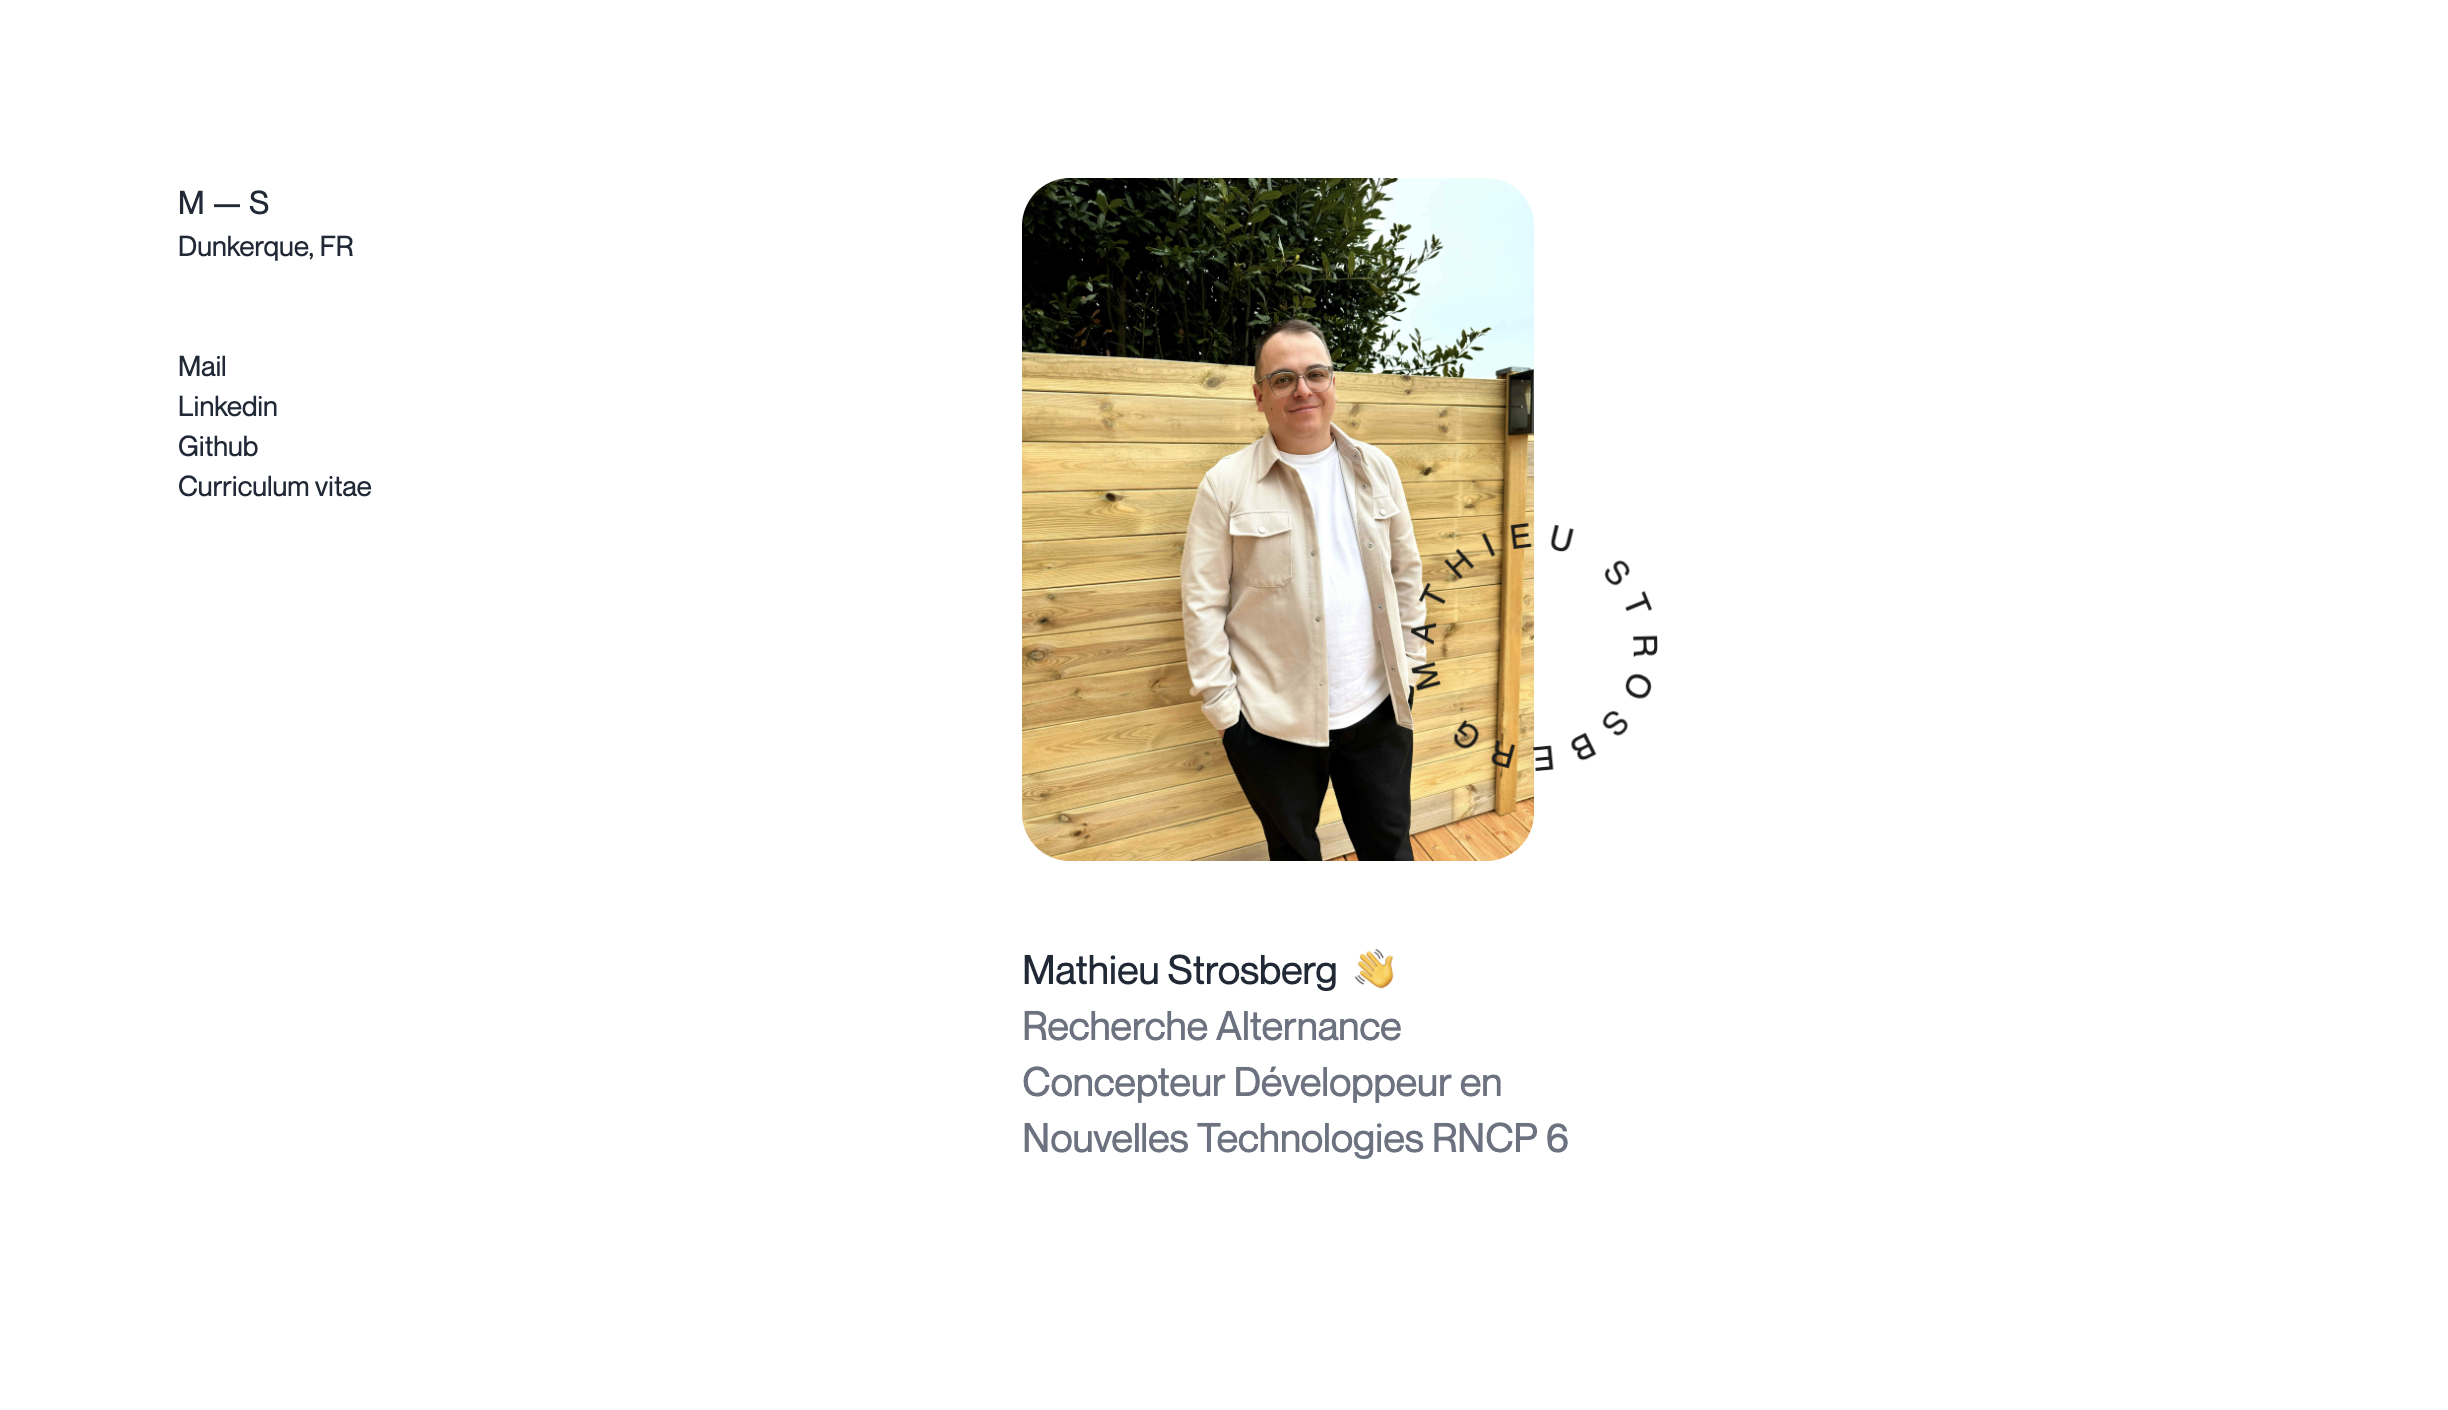 M — S
Dunkerque, FR
Mail
Linkedin
Github
Curriculum vitae
MATHIEU STROSBERG
Mathieu Strosberg 👋
Recherche Alternance
Concepteur Développeur en
Nouvelles Technologies RNCP 6